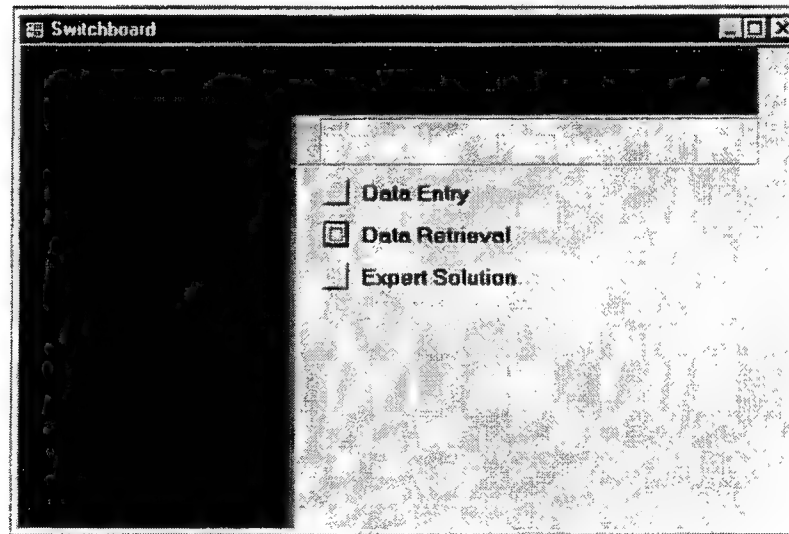 Switchboard
Data Entry
Data Retrieval
Expert Solution